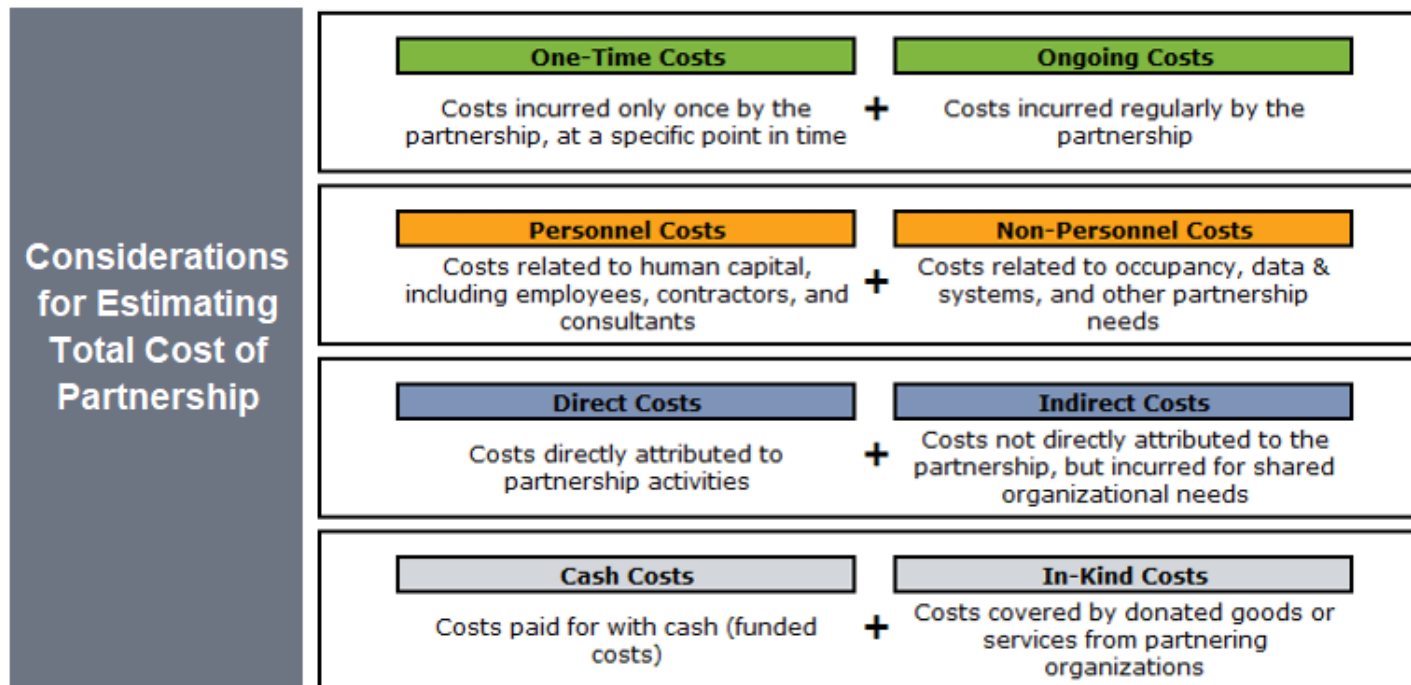 Considerations
for Estimating
Total Cost of
Partnership
One-Time Costs
Costs incurred only once by the
partnership, at a specific point in time
+
Ongoing Costs
Costs incurred regularly by the
partnership
Personnel Costs
Costs related to human capital,
including employees, contractors, and
consultants
+
Non-Personnel Costs
Costs related to occupancy, data &
systems, and other partnership
needs
Direct Costs
Costs directly attributed to
partnership activities
+
Indirect Costs
Costs not directly attributed to the
partnership, but incurred for shared
organizational needs
Cash Costs
Costs paid for with cash (funded
costs)
+
In-Kind Costs
Costs covered by donated goods or
services from partnering
organizations